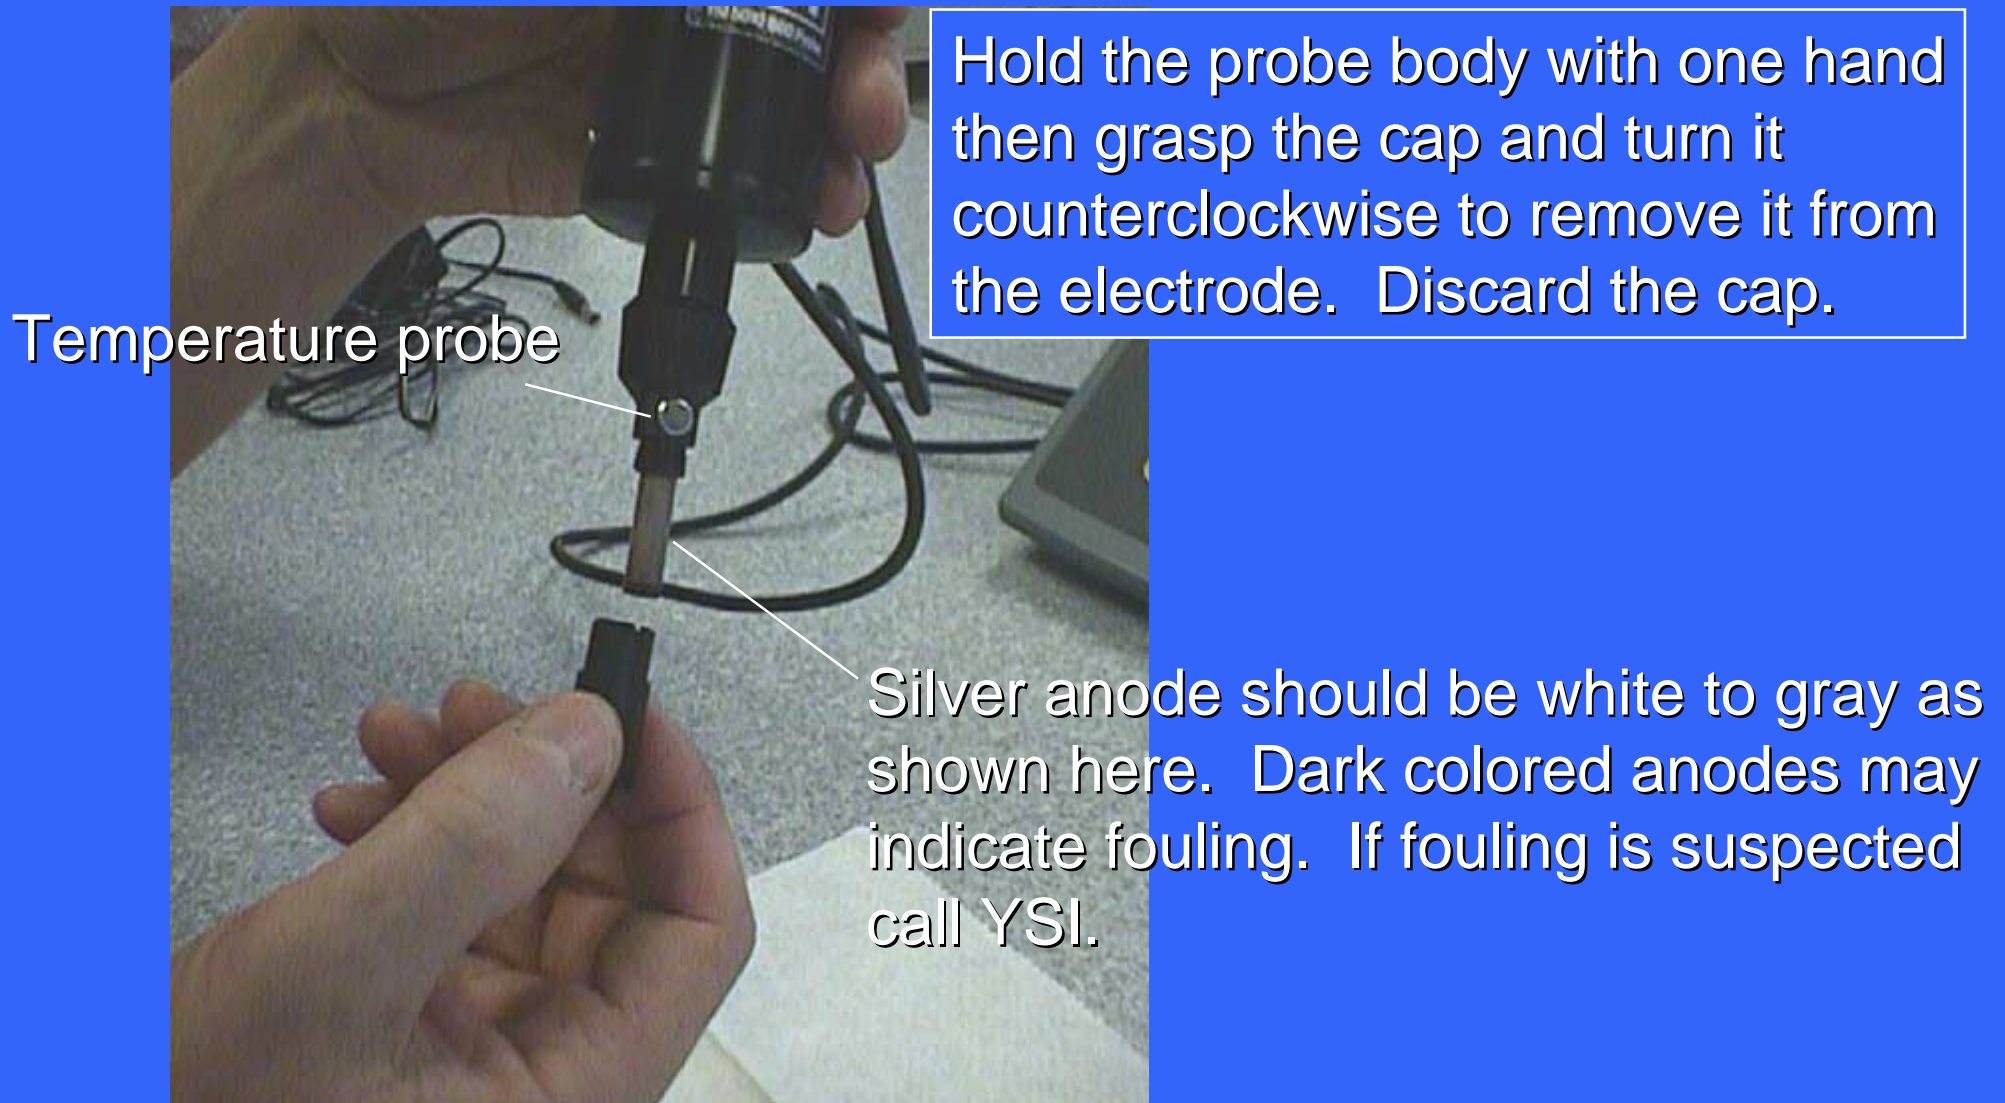 Hold the probe body with one hand
then grasp the cap and turn it
counterclockwise to remove it from
the electrode.  Discard the cap.
Temperature probe
Silver anode should be white to gray as
shown here.  Dark colored anodes may
indicate fouling.  If fouling is suspected
call YSI.